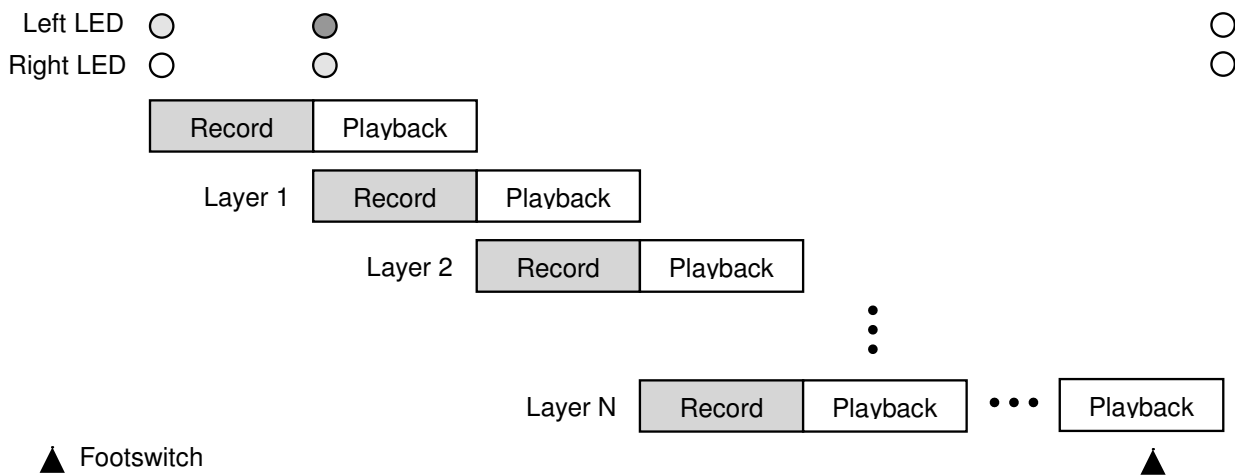 Left LED
Right LED
Record Playback
Layer 1 Record Playback
Layer 2 Record Playback
Layer N Record Playback Playback
Footswitch